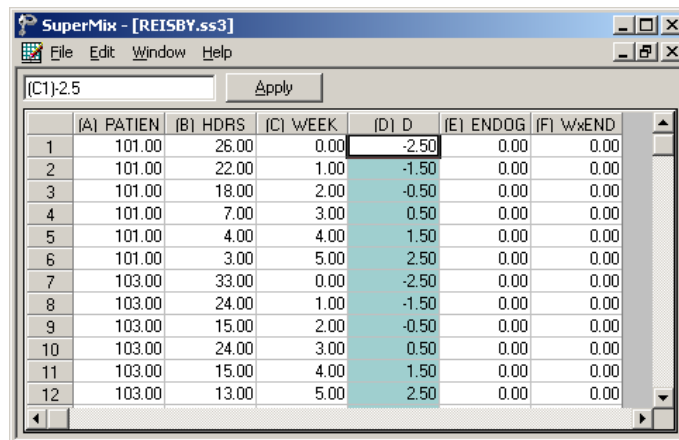 SuperMix - [REISBY.ss3]
File Edit Window Help
(C1)-2.5 Apply
(A) PATIEN (B) HDRS (C) WEEK (D) D (E) ENDOG (F) WxEND
1 101.00 26.00 0.00 -2.50 0.00 0.00
2 101.00 22.00 1.00 -1.50 0.00 0.00
3 101.00 18.00 2.00 -0.50 0.00 0.00
4 101.00 7.00 3.00 0.50 0.00 0.00
5 101.00 4.00 4.00 1.50 0.00 0.00
6 101.00 3.00 5.00 2.50 0.00 0.00
7 103.00 33.00 0.00 -2.50 0.00 0.00
8 103.00 24.00 1.00 -1.50 0.00 0.00
9 103.00 15.00 2.00 -0.50 0.00 0.00
10 103.00 24.00 3.00 0.50 0.00 0.00
11 103.00 15.00 4.00 1.50 0.00 0.00
12 103.00 13.00 5.00 2.50 0.00 0.00